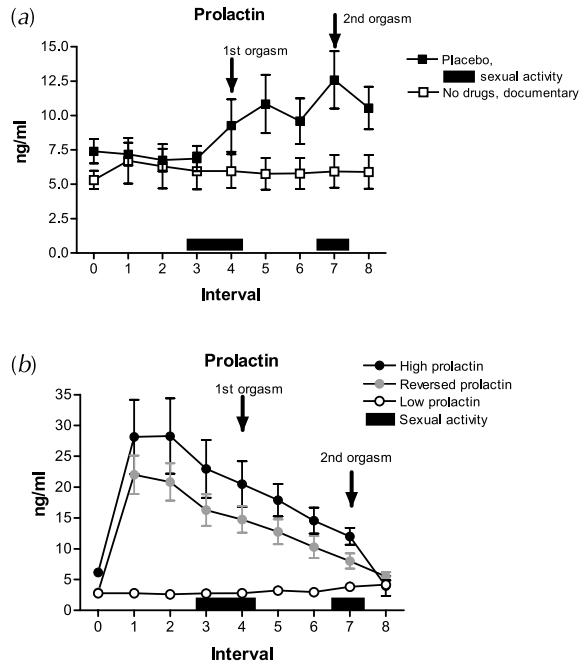 (a)
Prolactin
1st orgasm
2nd orgasm
Placebo,
sexual activity
No drugs, documentary
ng/ml
15.0
12.5
10.0
7.5
5.0
2.5
0.0
0 1 2 3 4 5 6 7 8
Interval
(b)
Prolactin
1st orgasm
2nd orgasm
High prolactin
Reversed prolactin
Low prolactin
Sexual activity
ng/ml
35
30
25
20
15
10
5
0
0 1 2 3 4 5 6 7 8
Interval